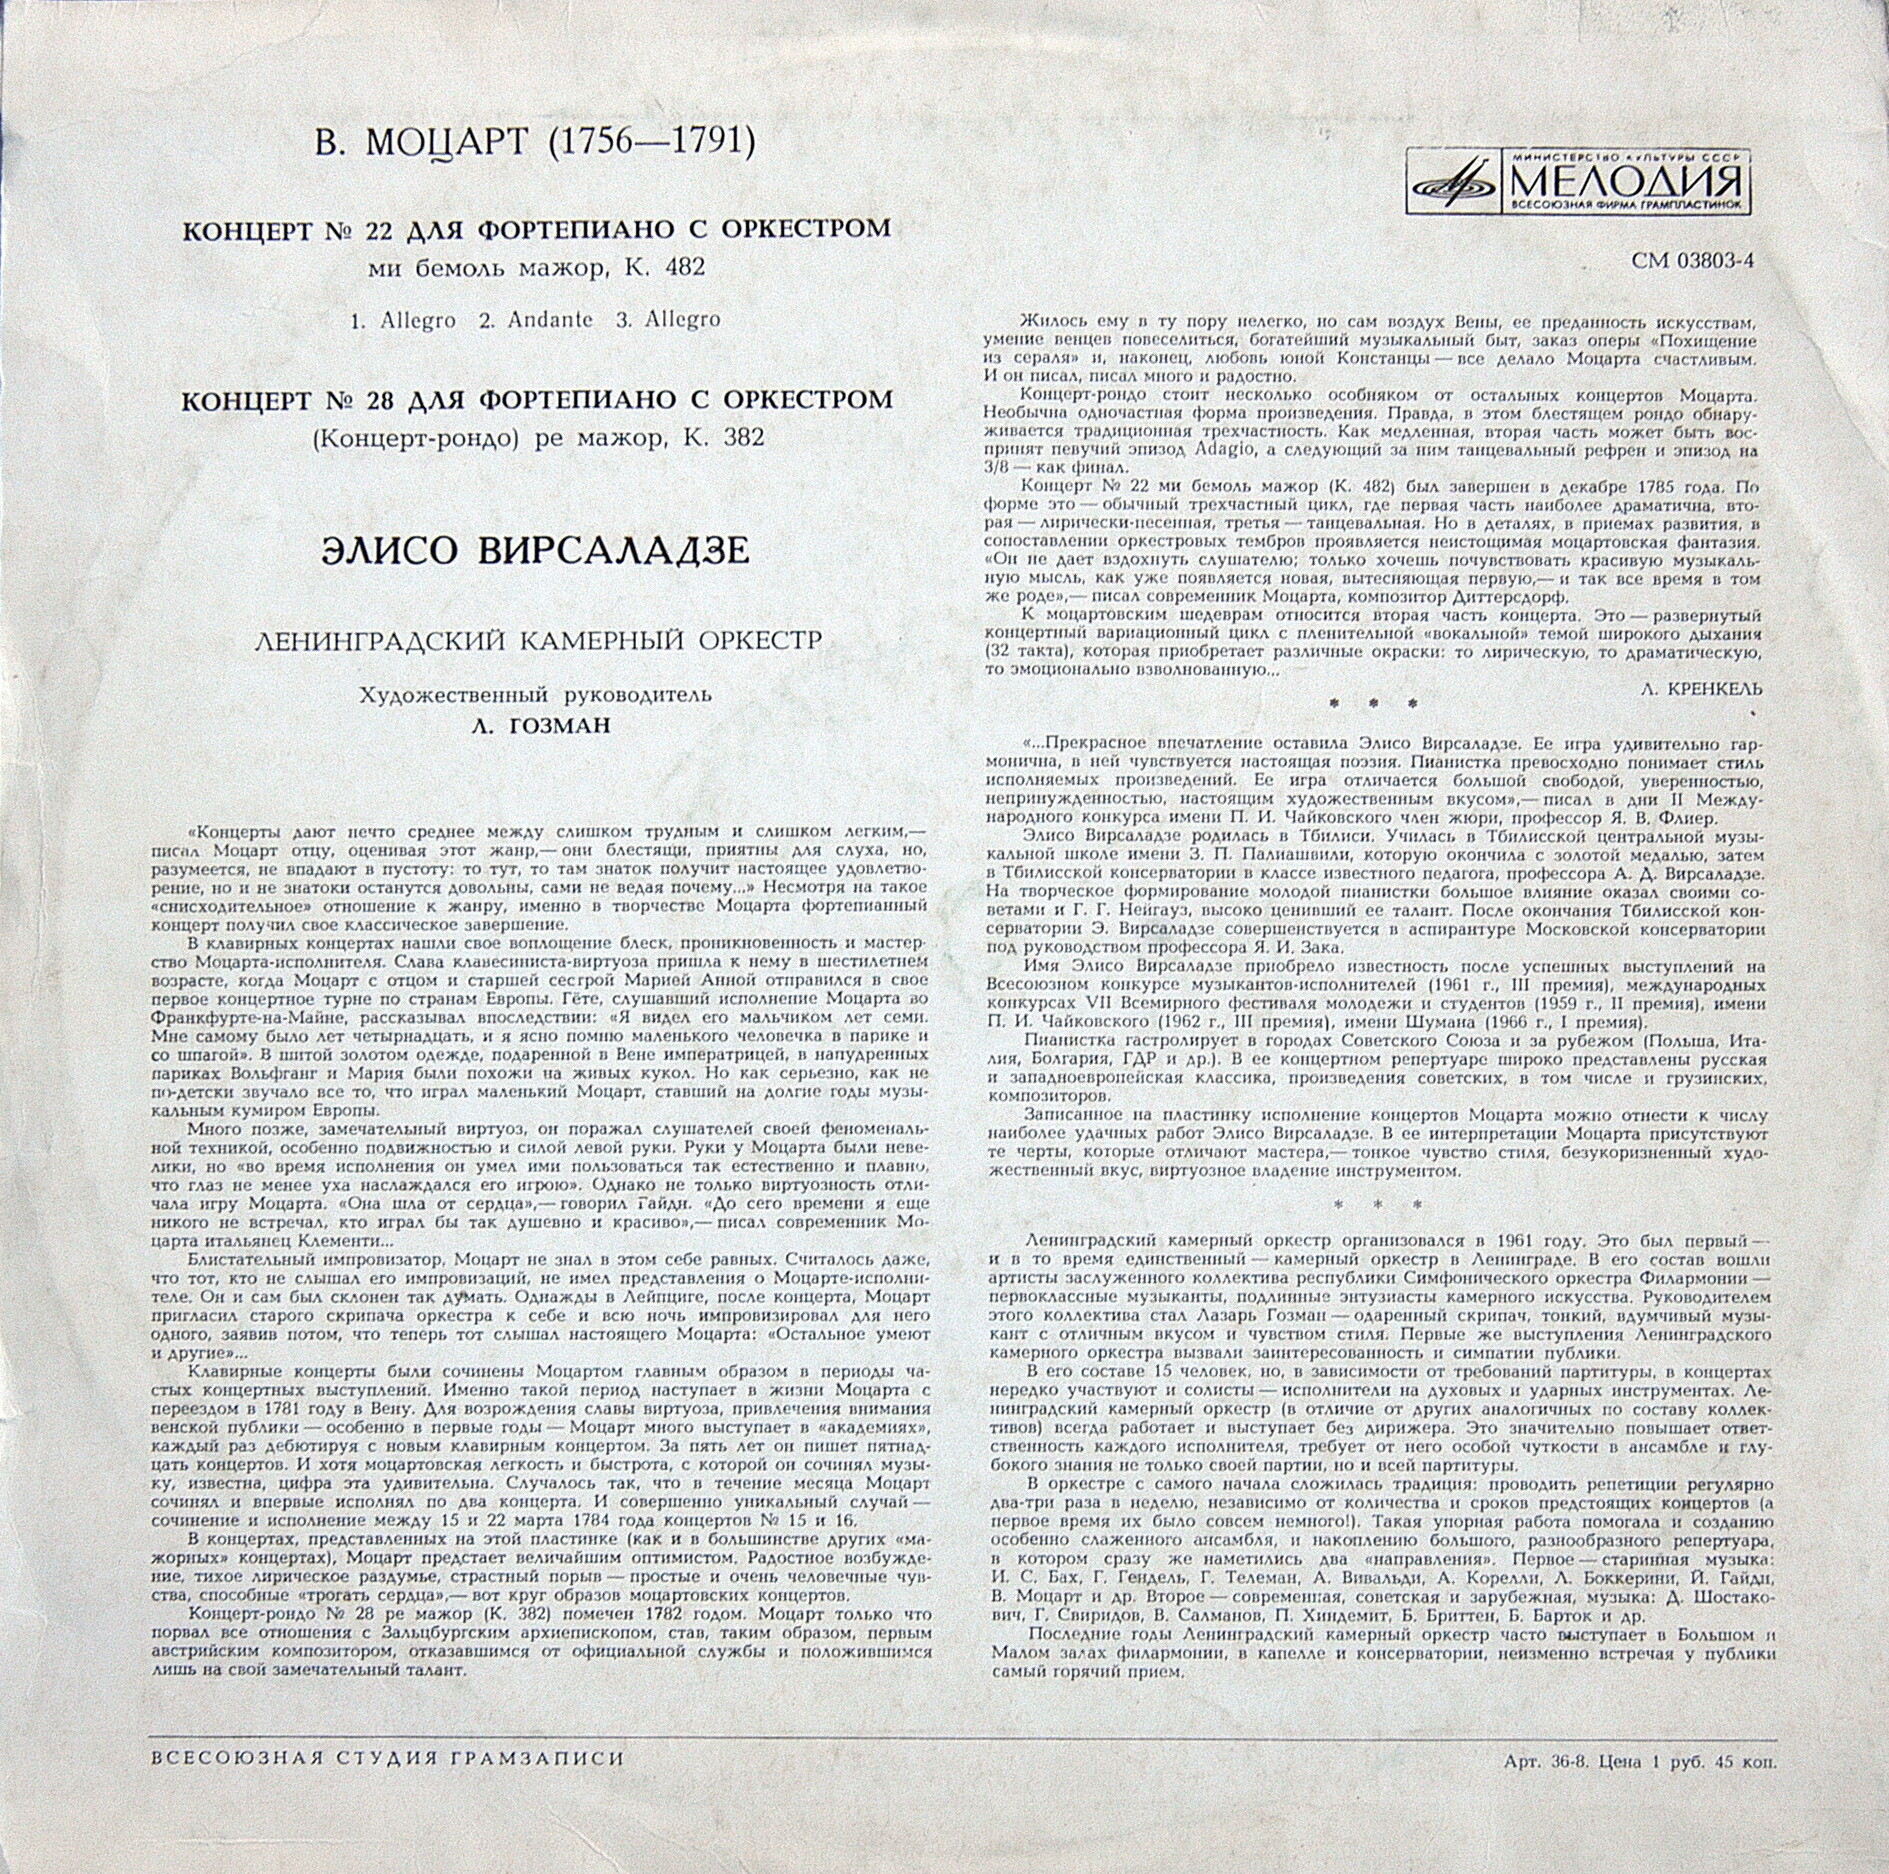 В. МОЦАРТ (1756—1791)
КОНЦЕРТ № 22 ДЛЯ ФОРТЕПИАНО С ОРКЕСТРОМ
ми бемоль мажор, К. 482
1. Allegro 2. Andante 3. Allegro
КОНЦЕРТ № 28 ДЛЯ ФОРТЕПИАНО С ОРКЕСТРОМ
(Концерт-рондо) ре мажор, К. 382
ЭЛИСО ВИРСАЛАДЗЕ
ЛЕНИНГРАДСКИЙ КАМЕРНЫЙ ОРКЕСТР
Художественный руководитель
Л. ГОЗМАН
«Концерты дают нечто среднее между слишком трудным и слишком легким,—
писал Моцарт отцу, оценивая этот жанр,— они блестящи, приятны для слуха, но,
разумеется, не впадают в пустоту: то тут, то там знаток получит настоящее удовлетво-
рение, но и не знатоки останутся довольны, сами не ведая почему...» Несмотря на такое
«снисходительное» отношение к жанру, именно в творчестве Моцарта фортепианный
концерт получил свое классическое завершение.
В клавирных концертах нашли свое воплощение блеск, проникновенность и мастер-
ство Моцарта-исполнителя. Слава клавесиниста-виртуоза пришла к нему в шестилетнем
возрасте, когда Моцарт с отцом и старшей сестрой Марией Анной отправился в свое
первое концертное турне по странам Европы. Гёте, слушавший исполнение Моцарта во
Франкфурте-на-Майне, рассказывал впоследствии: «Я видел его мальчиком лет семи.
Мне самому было лет четырнадцать, и я ясно помню маленького человечка в парике и
со шпагой». В шитой золотом одежде, подаренной в Вене императрицей, в напудренных
париках Вольфганг и Мария были похожи на живых кукол. Но как серьезно, как не
по-детски звучало все то, что играл маленький Моцарт, ставший на долгие годы музы-
кальным кумиром Европы.
Много позже, замечательный виртуоз, он поражал слушателей своей феноменаль-
ной техникой, особенно подвижностью и силой левой руки. Руки у Моцарта были неве-
лики, но «во время исполнения он умел ими пользоваться так естественно и плавно,
что глаз не менее уха наслаждался его игрою». Однако не только виртуозность отли-
чала игру Моцарта. «Она шла от сердца»,— говорил Гайдн. «До сего времени я еще
никого не встречал, кто играл бы так душевно и красиво»,— писал современник Мо-
царта итальянец Клементи...
Блистательный импровизатор, Моцарт не знал в этом себе равных. Считалось даже,
что тот, кто не слышал его импровизаций, не имел представления о Моцарте-исполни-
теле. Он и сам был склонен так думать. Однажды в Лейпциге, после концерта, Моцарт
пригласил старого скрипача оркестра к себе и всю ночь импровизировал для него
одного, заявив потом, что теперь тот слышал настоящего Моцарта: «Остальное умеют
и другие»...
Клавирные концерты были сочинены Моцартом главным образом в периоды ча-
стых концертных выступлений. Именно такой период наступает в жизни Моцарта с
переездом в 1781 году в Вену. Для возрождения славы виртуоза, привлечения внимания
венской публики — особенно в первые годы — Моцарт много выступает в «академиях»,
каждый раз дебютируя с новым клавирным концертом. За пять лет он пишет пятнад-
цать концертов. И хотя моцартовская легкость и быстрота, с которой он сочинял музы-
ку, известна, цифра эта удивительна. Случалось так, что в течение месяца Моцарт
сочинял и впервые исполнял по два концерта. И совершенно уникальный случай —
сочинение и исполнение между 15 и 22 марта 1784 года концертов № 15 и 16.
В концертах, представленных на этой пластинке (как и в большинстве других «ма-
жорных» концертах), Моцарт предстает величайшим оптимистом. Радостное возбужде-
ние, тихое лирическое раздумье, страстный порыв — простые и очень человечные чув-
ства, способные «трогать сердца»,— вот круг образов моцартовских концертов.
Концерт-рондо № 28 ре мажор (К. 382) помечен 1782 годом. Моцарт только что
порвал все отношения с Зальцбургским архиепископом, став, таким образом, первым
австрийским композитором, отказавшимся от официальной службы и положившимся
лишь на свой замечательный талант.
МИНИСТЕРСТВО КУЛЬТУРЫ СССР
МЕЛОДИЯ
ВСЕСОЮЗНАЯ ФИРМА ГРАМПЛАСТИНОК
СМ 03803-4
Жилось ему в ту пору нелегко, но сам воздух Вены, ее преданность искусствам,
умение венцев повеселиться, богатейший музыкальный быт, заказ оперы «Похищение
из сераля» и, наконец, любовь юной Констанцы — все делало Моцарта счастливым.
И он писал, писал много и радостно.
Концерт-рондо стоит несколько особняком от остальных концертов Моцарта.
Необычна одночастная форма произведения. Правда, в этом блестящем рондо обнару-
живается традиционная трехчастность. Как медленная, вторая часть может быть вос-
принят певучий эпизод Adagio, а следующий за ним танцевальный рефрен и эпизод на
3/8 — как финал.
Концерт № 22 ми бемоль мажор (К. 482) был завершен в декабре 1785 года. По
форме это — обычный трехчастный цикл, где первая часть наиболее драматична, вто-
рая — лирически-песенная, третья — танцевальная. Но в деталях, в приемах развития, в
сопоставлении оркестровых тембров проявляется неистощимая моцартовская фантазия.
«Он не дает вздохнуть слушателю; только хочешь почувствовать красивую музыкаль-
ную мысль, как уже появляется новая, вытесняющая первую,— и так все время в том
же роде»,— писал современник Моцарта, композитор Диттерсдорф.
К моцартовским шедеврам относится вторая часть концерта. Это — развернутый
концертный вариационный цикл с пленительной «вокальной» темой широкого дыхания
(32 такта), которая приобретает различные окраски: то лирическую, то драматическую,
то эмоционально взволнованную...
Л. КРЕНКЕЛЬ
* * *
«...Прекрасное впечатление оставила Элисо Вирсаладзе. Ее игра удивительно гар-
монична, в ней чувствуется настоящая поэзия. Пианистка превосходно понимает стиль
исполняемых произведений. Ее игра отличается большой свободой, уверенностью,
непринужденностью, настоящим художественным вкусом»,— писал в дни II Между-
народного конкурса имени П. И. Чайковского член жюри, профессор Я. В. Флиер.
Элисо Вирсаладзе родилась в Тбилиси. Училась в Тбилисской центральной музы-
кальной школе имени З. П. Палиашвили, которую окончила с золотой медалью, затем
в Тбилисской консерватории в классе известного педагога, профессора А. Д. Вирсаладзе.
На творческое формирование молодой пианистки большое влияние оказал своими со-
ветами и Г. Г. Нейгауз, высоко ценивший ее талант. После окончания Тбилисской кон-
серватории Э. Вирсаладзе совершенствуется в аспирантуре Московской консерватории
под руководством профессора Я. И. Зака.
Имя Элисо Вирсаладзе приобрело известность после успешных выступлений на
Всесоюзном конкурсе музыкантов-исполнителей (1961 г., III премия), международных
конкурсах VII Всемирного фестиваля молодежи и студентов (1959 г., II премия), имени
П. И. Чайковского (1962 г., III премия), имени Шумана (1966 г., I премия).
Пианистка гастролирует в городах Советского Союза и за рубежом (Польша, Ита-
лия, Болгария, ГДР и др.). В ее концертном репертуаре широко представлены русская
и западноевропейская классика, произведения советских, в том числе и грузинских,
композиторов.
Записанное на пластинку исполнение концертов Моцарта можно отнести к числу
наиболее удачных работ Элисо Вирсаладзе. В ее интерпретации Моцарта присутствуют
те черты, которые отличают мастера,— тонкое чувство стиля, безукоризненный худо-
жественный вкус, виртуозное владение инструментом.
* * *
Ленинградский камерный оркестр организовался в 1961 году. Это был первый —
и в то время единственный — камерный оркестр в Ленинграде. В его состав вошли
артисты заслуженного коллектива республики Симфонического оркестра Филармонии —
первоклассные музыканты, подлинные энтузиасты камерного искусства. Руководителем
этого коллектива стал Лазарь Гозман — одаренный скрипач, тонкий, вдумчивый музы-
кант с отличным вкусом и чувством стиля. Первые же выступления Ленинградского
камерного оркестра вызвали заинтересованность и симпатии публики.
В его составе 15 человек, но, в зависимости от требований партитуры, в концертах
нередко участвуют и солисты — исполнители на духовых и ударных инструментах. Ле-
нинградский камерный оркестр (в отличие от других аналогичных по составу коллек-
тивов) всегда работает и выступает без дирижера. Это значительно повышает ответ-
ственность каждого исполнителя, требует от него особой чуткости в ансамбле и глу-
бокого знания не только своей партии, но и всей партитуры.
В оркестре с самого начала сложилась традиция: проводить репетиции регулярно
два-три раза в неделю, независимо от количества и сроков предстоящих концертов (а
первое время их было совсем немного!). Такая упорная работа помогала и созданию
особенно слаженного ансамбля, и накоплению большого, разнообразного репертуара,
в котором сразу же наметились два «направления». Первое — старинная музыка:
И. С. Бах, Г. Гендель, Г. Телеман, А. Вивальди, А. Корелли, Л. Боккерини, Й. Гайдн,
В. Моцарт и др. Второе — современная, советская и зарубежная, музыка: Д. Шостако-
вич, Г. Свиридов, В. Салманов, П. Хиндемит, Б. Бриттен, Б. Барток и др.
Последние годы Ленинградский камерный оркестр часто выступает в Большом и
Малом залах филармонии, в капелле и консерватории, неизменно встречая у публики
самый горячий прием.
ВСЕСОЮЗНАЯ СТУДИЯ ГРАМЗАПИСИ
Арт. 36-8. Цена 1 руб. 45 коп.